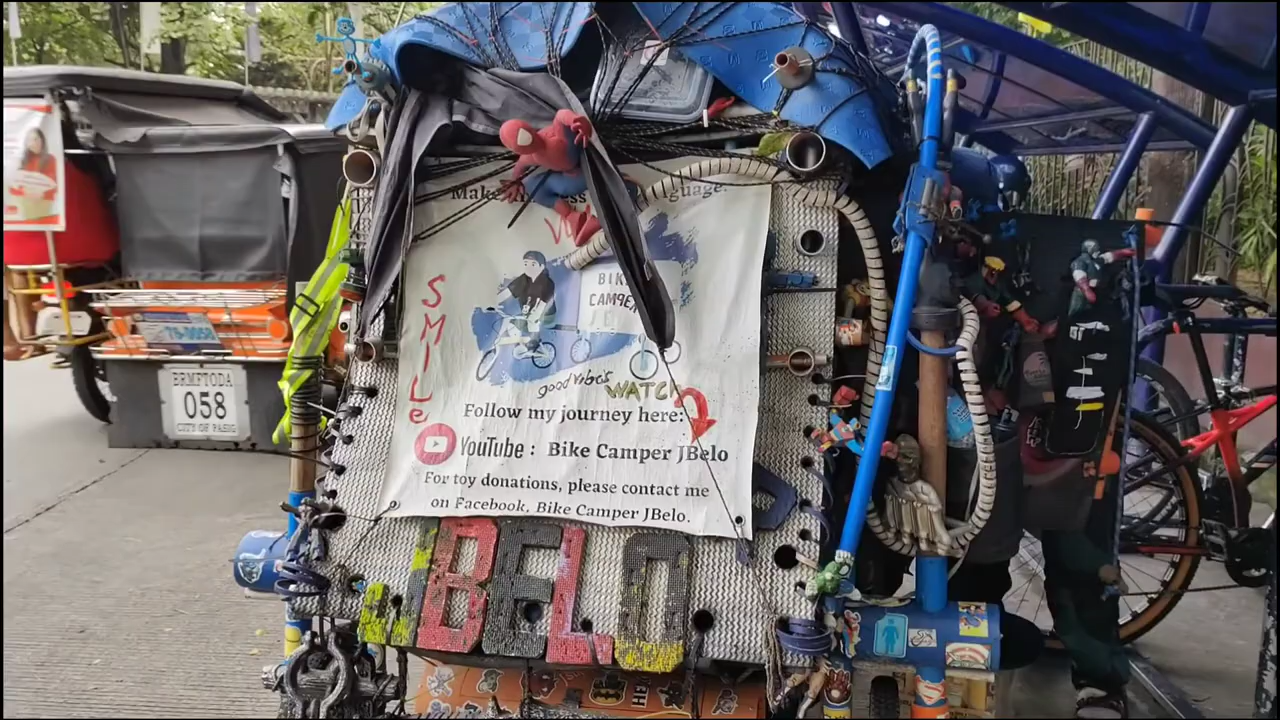 BRMFTODA
058
CITY OF PASIG
SMILe
BIKE
CAMPER
good vibes
WATCH
Follow my journey here:
YouTube : Bike Camper JBelo
For toy donations, please contact me
on Facebook, Bike Camper JBelo.
JBELO